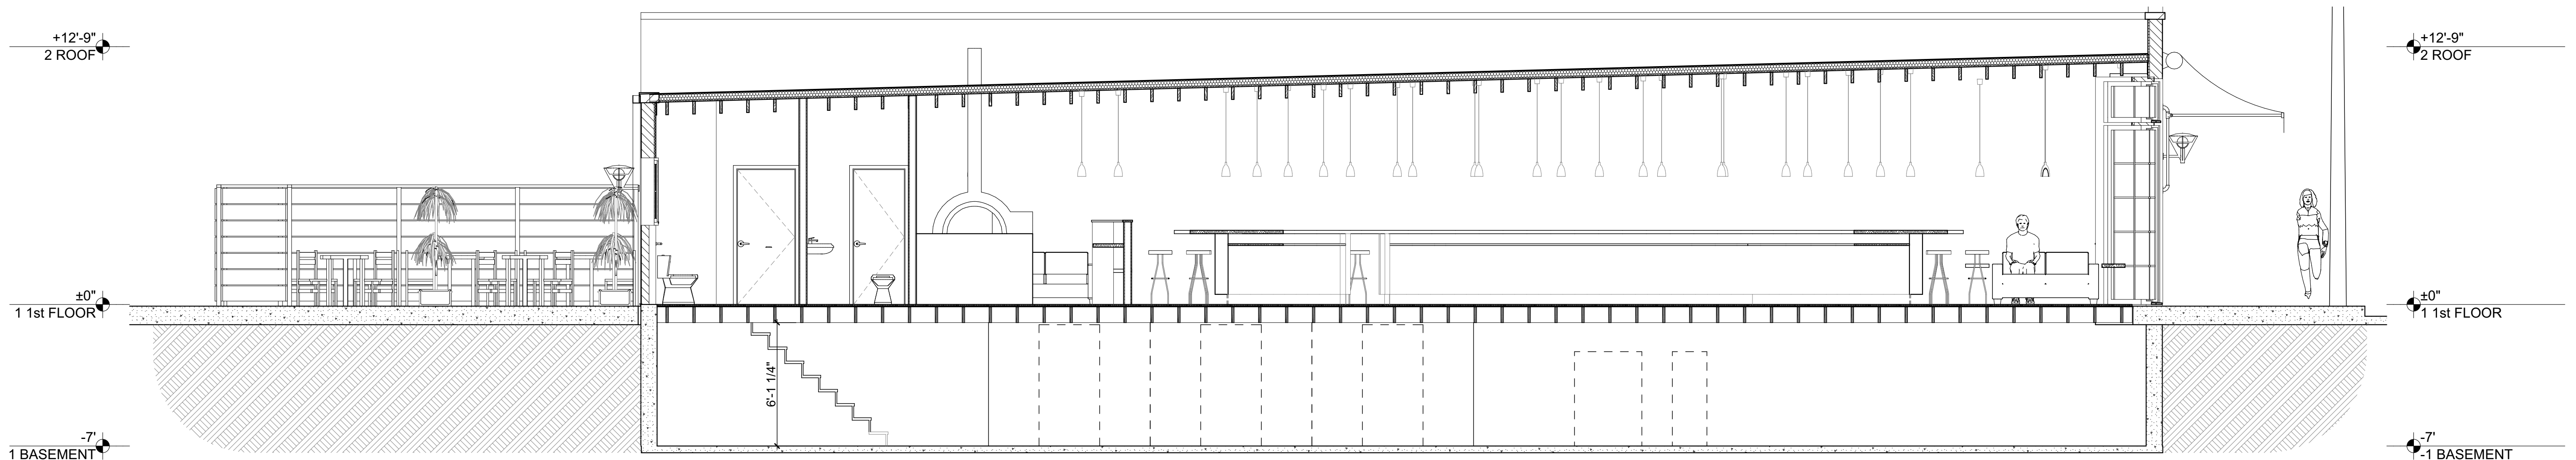 +12'-9"
2 ROOF
+12'-9"
2 ROOF
±0"
1 1st FLOOR
±0"
1 1st FLOOR
6'-1 1/4"
-7'
1 BASEMENT
-7'
-1 BASEMENT